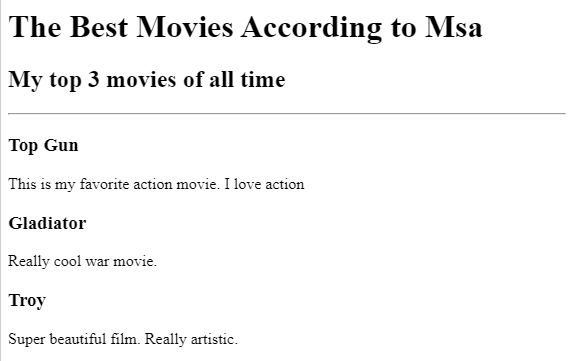 The Best Movies According to Msa
My top 3 movies of all time
Top Gun
This is my favorite action movie. I love action
Gladiator
Really cool war movie.
Troy
Super beautiful film. Really artistic.